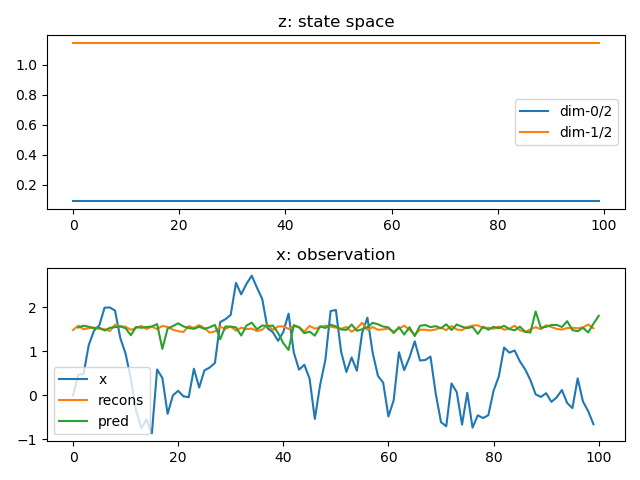 z: state space
1.0
0.8
0.6
0.4
0.2
dim-0/2
dim-1/2
0 20 40 60 80 100
x: observation
2
1
0
−1
x
recons
pred
0 20 40 60 80 100